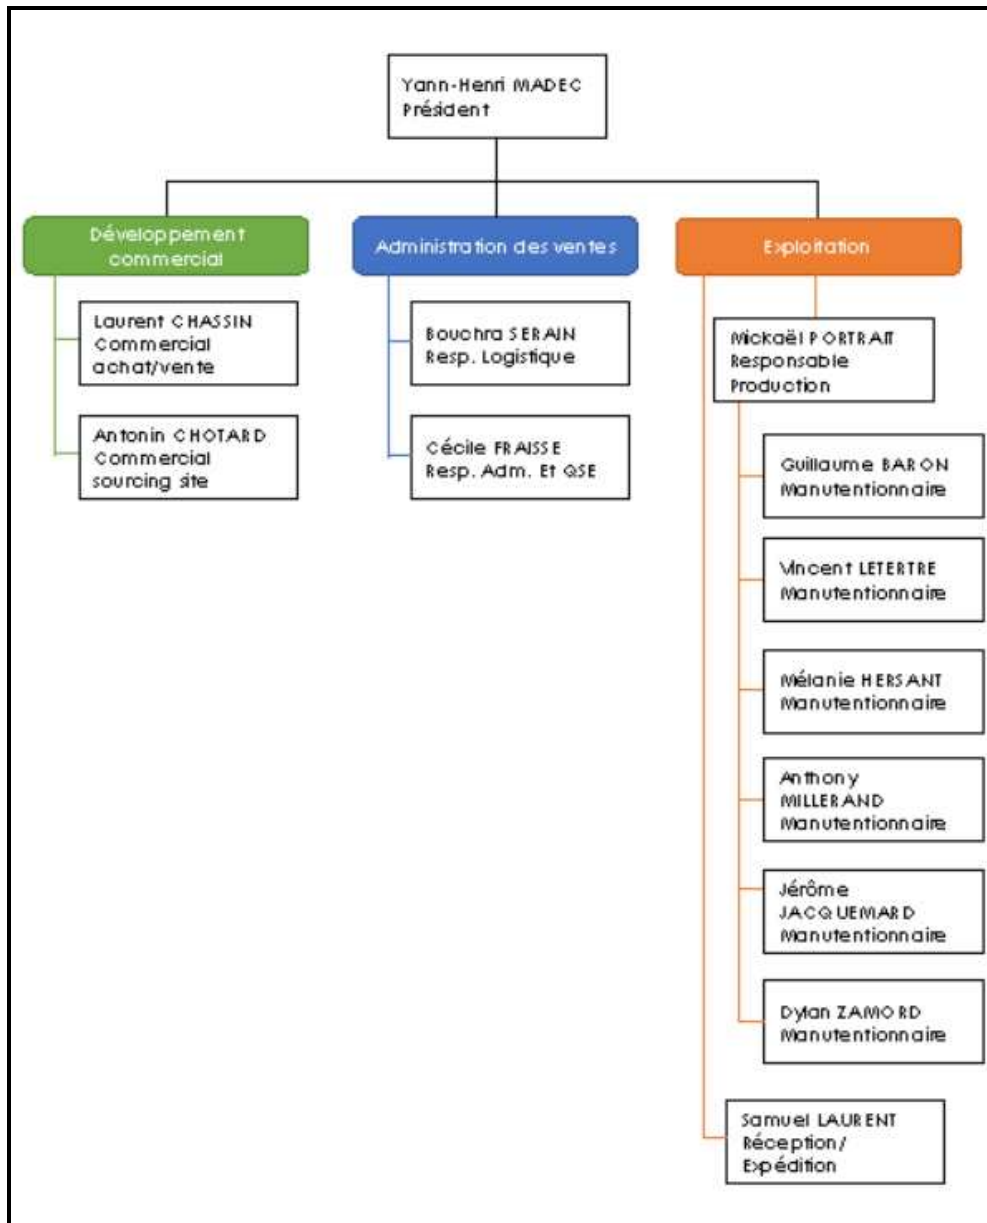 Yann-Henri MADEC
Président
Développement
commercial
Laurent CHASSIN
Commercial
achat/vente
Antonin CHOTARD
Commercial
sourcing site
Administration des ventes
Bouchra SERAIN
Resp. Logistique
Cécile FRAISSE
Resp. Adm. Et QSE
Exploitation
Mickaël PORTRAIT
Responsable
Production
Guillaume BARON
Manutentionnaire
Vincent LETERTRE
Manutentionnaire
Mélanie HERSANT
Manutentionnaire
Anthony
MILLERAND
Manutentionnaire
Jérôme
JACQUEMARD
Manutentionnaire
Dylan ZAMORD
Manutentionnaire
Samuel LAURENT
Réception/
Expédition